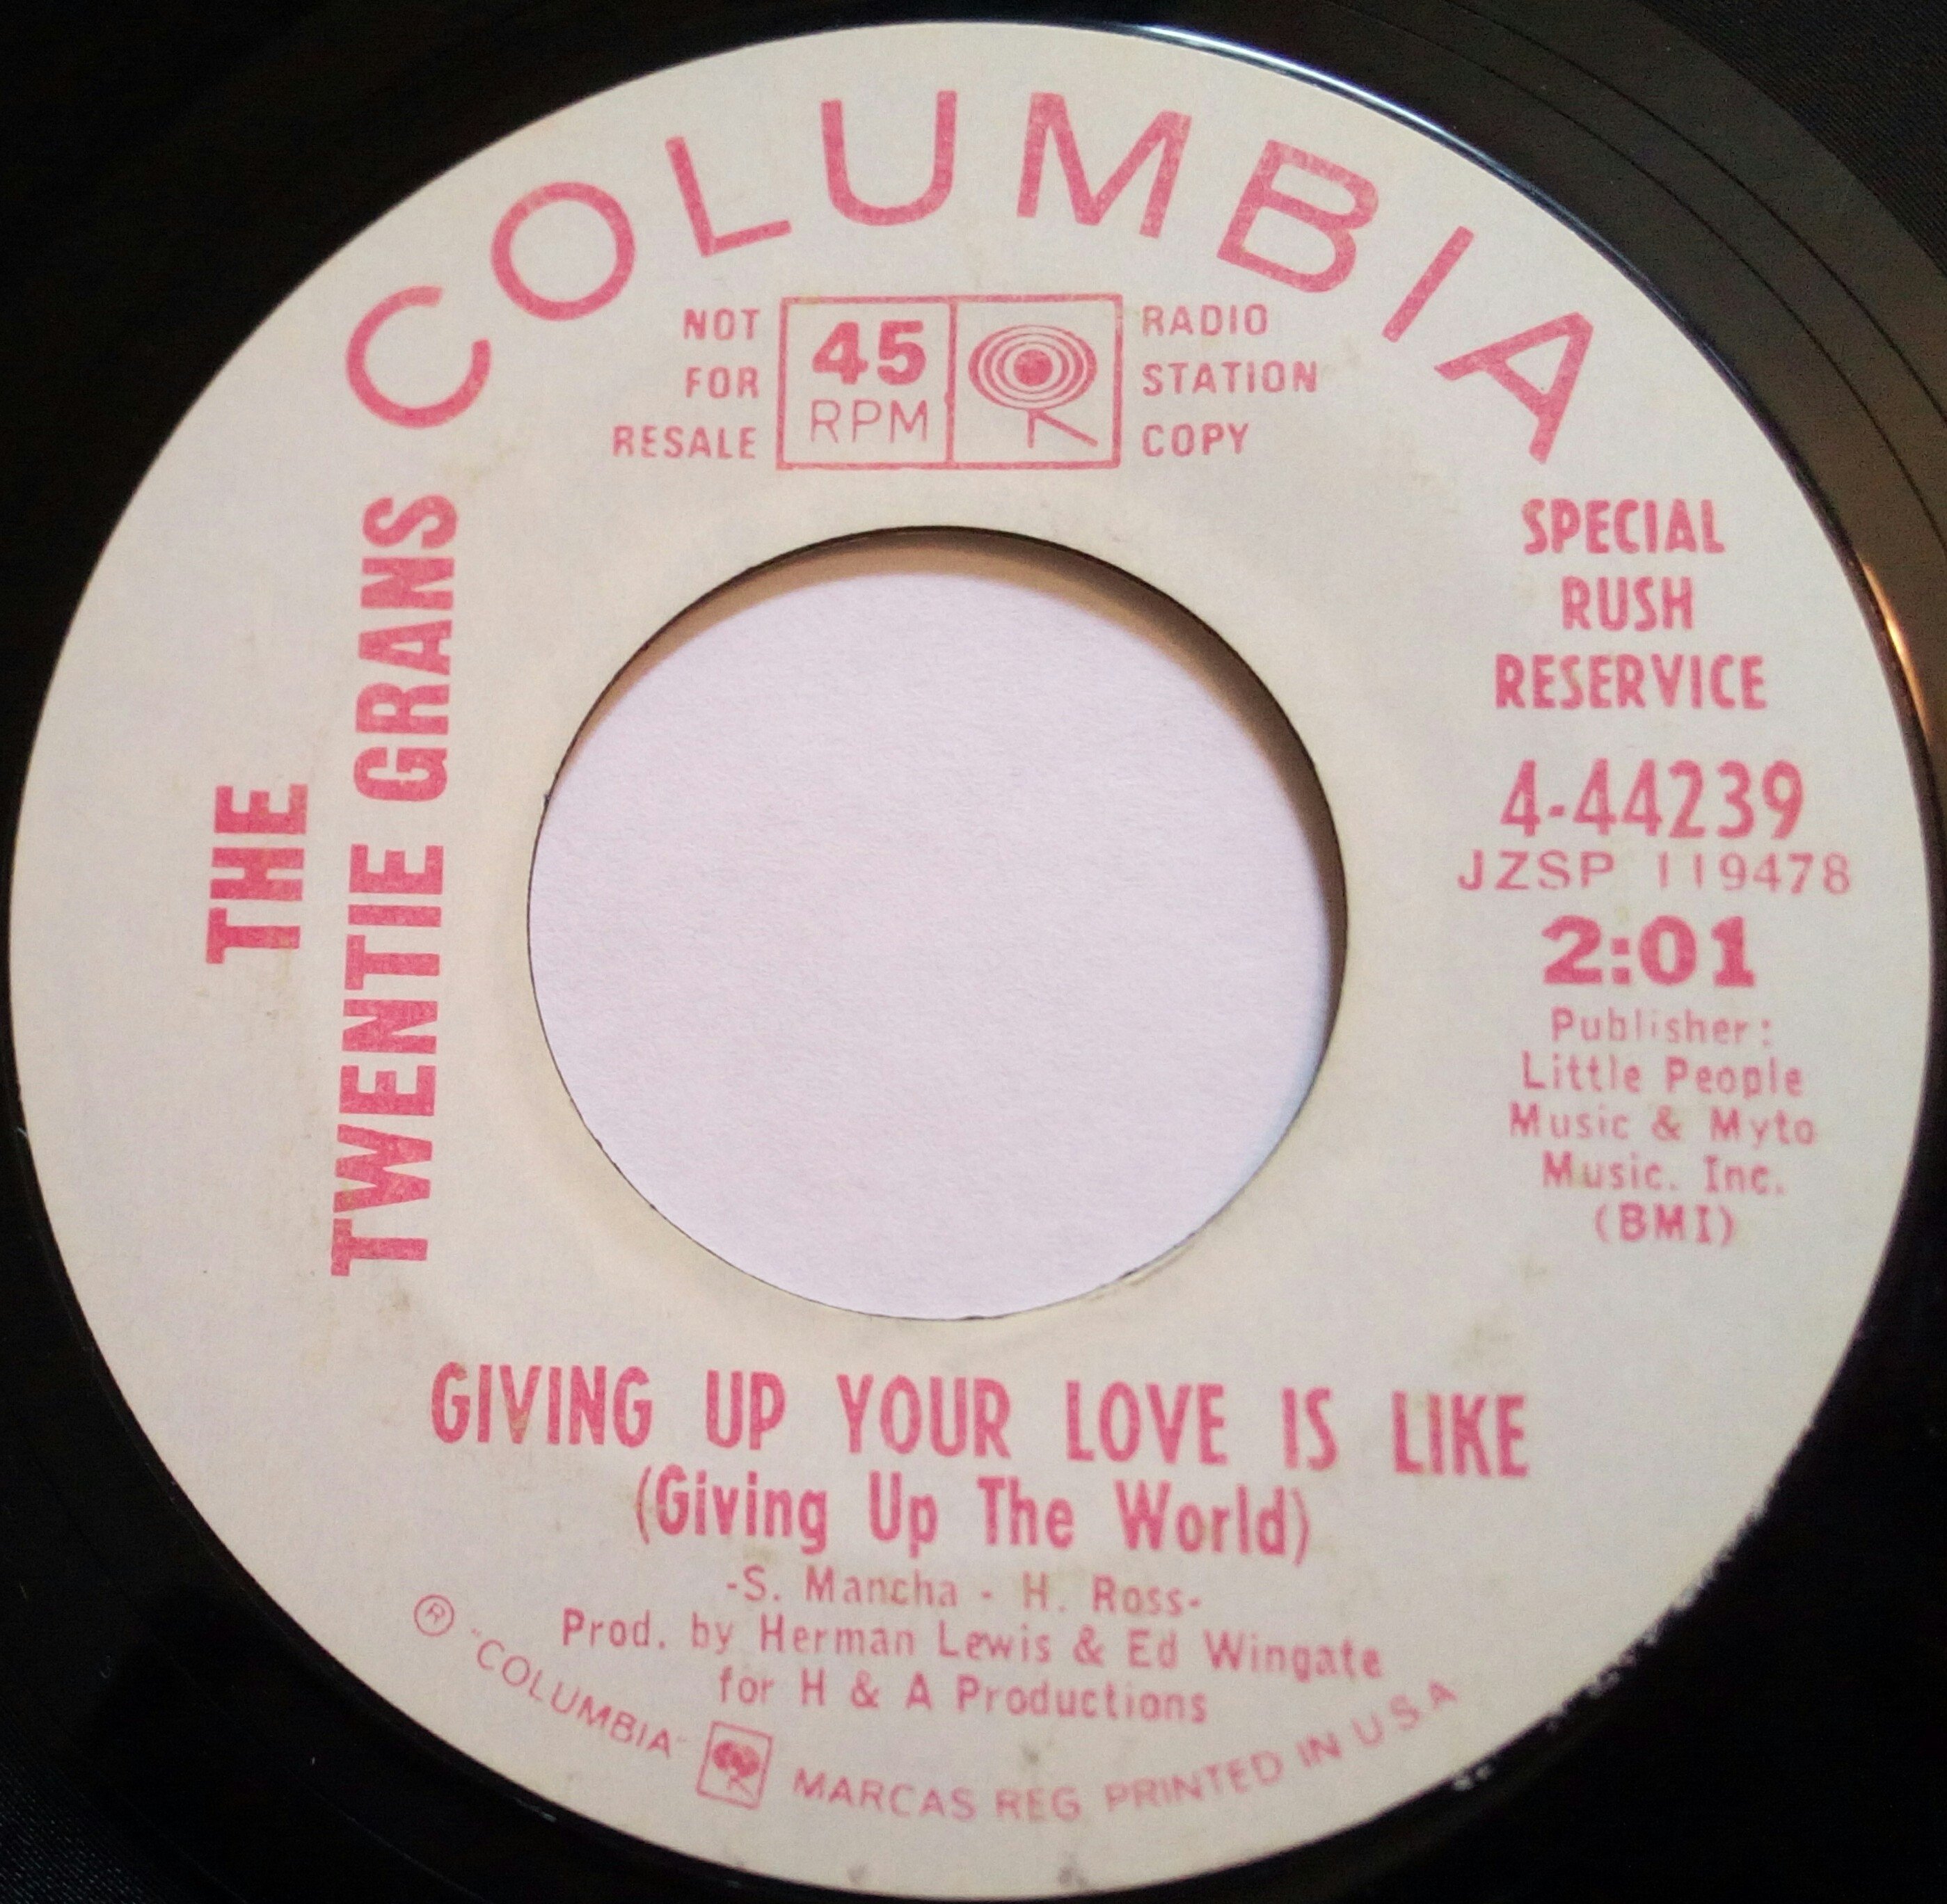 COLUMBIA
NOT
FOR
RESALE
45
RPM
RADIO
STATION
COPY
THE
TWENTIE GRANS
SPECIAL
RUSH
RESERVICE
4-44239
JZSP 119478
2:01
Publisher:
Little People
Music & Myto
Music. Inc.
(BMI)
GIVING UP YOUR LOVE IS LIKE
(Giving Up The World)
-S. Mancha - H. Ross-
Prod. by Herman Lewis & Ed Wingate
for H & A Productions
® "COLUMBIA" MARCAS REG PRINTED IN U.S.A